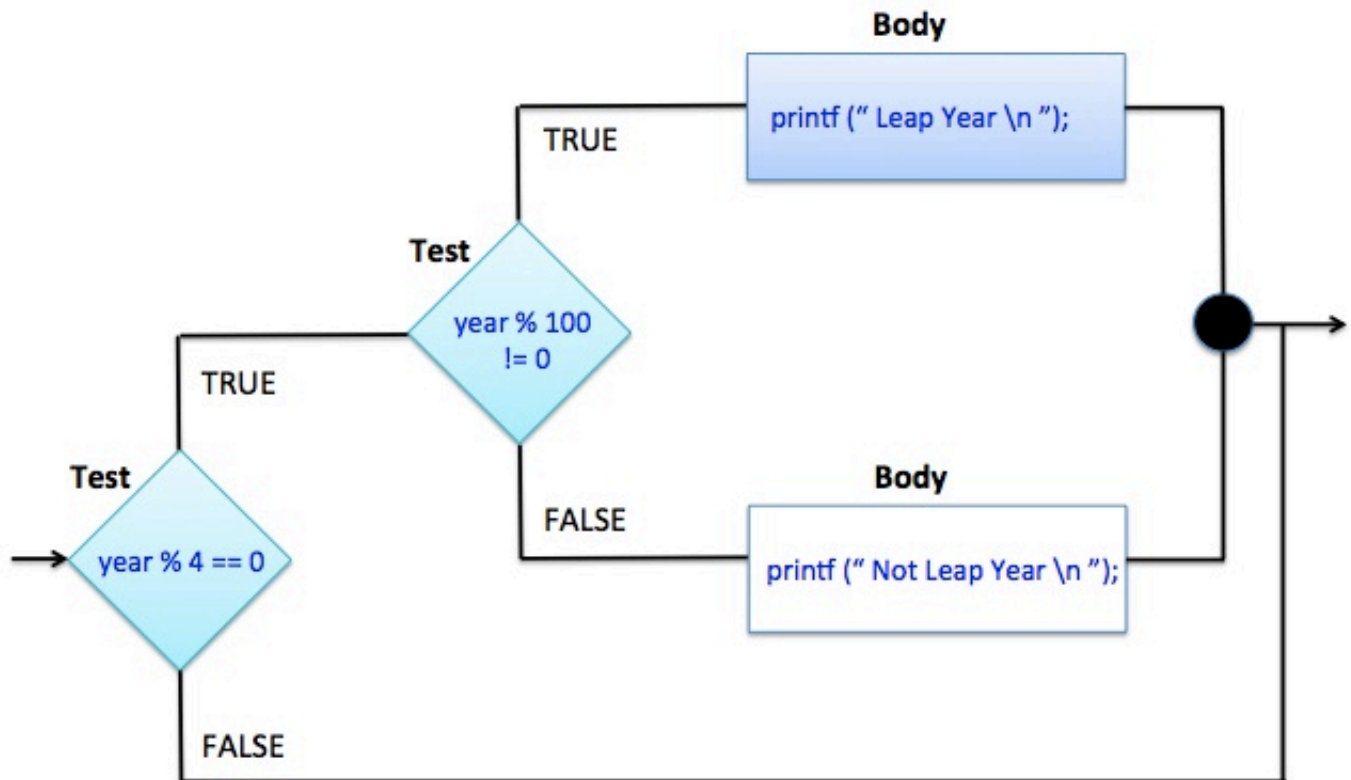 Body
printf (“ Leap Year \n ”);
TRUE
Test
year % 100
!= 0
TRUE
Test
year % 4 == 0
FALSE
Body
printf (“ Not Leap Year \n ”);
FALSE